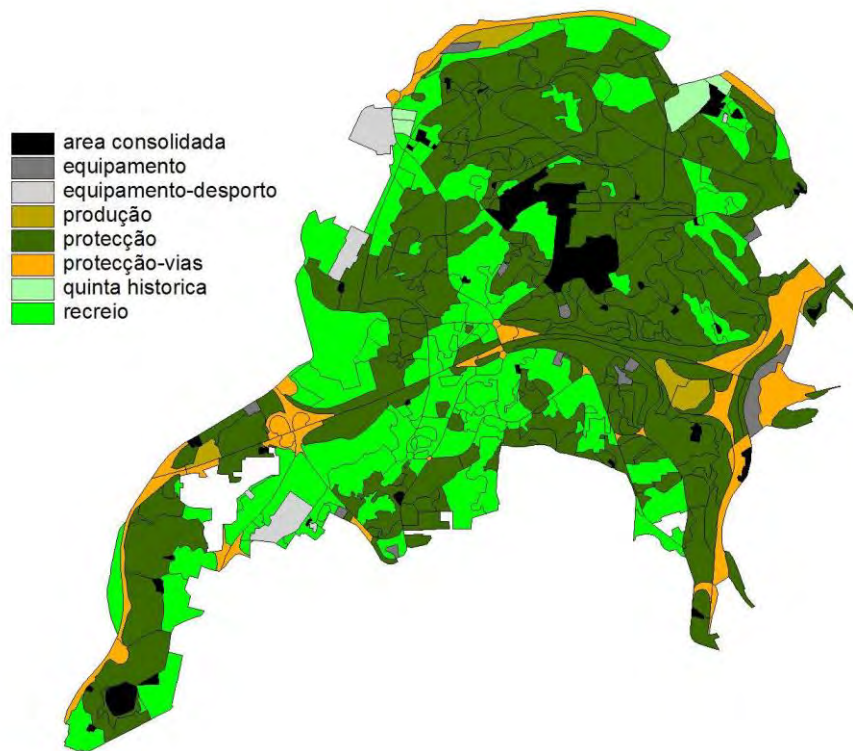 area consolidada
equipamento
equipamento-desporto
produção
protecção
protecção-vias
quinta historica
recreio